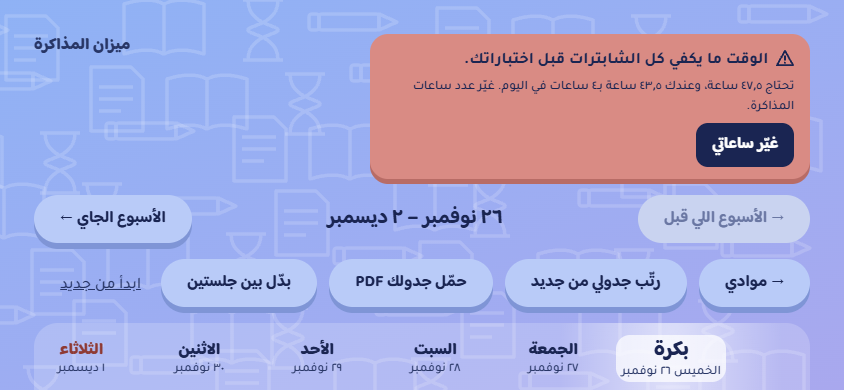 ميزان المذاكرة
الوقت ما يكفي كل الشابترات قبل اختباراتك.
تحتاج ٤٧٫٥ ساعة، وعندك ٤٣٫٥ ساعة بـ٤ ساعات في اليوم. غيّر عدد ساعات
المذاكرة.
غيّر ساعاتي
→ الأسبوع اللي قبل
٢٦ نوفمبر – ٢ ديسمبر
الأسبوع الجاي ←
→ موادي
رتّب جدولي من جديد
حمّل جدولك PDF
بدّل بين جلستين
ابدأ من جديد
بكرة
الخميس ٢٦ نوفمبر
الجمعة
٢٧ نوفمبر
السبت
٢٨ نوفمبر
الأحد
٢٩ نوفمبر
الاثنين
٣٠ نوفمبر
الثلاثاء
١ ديسمبر